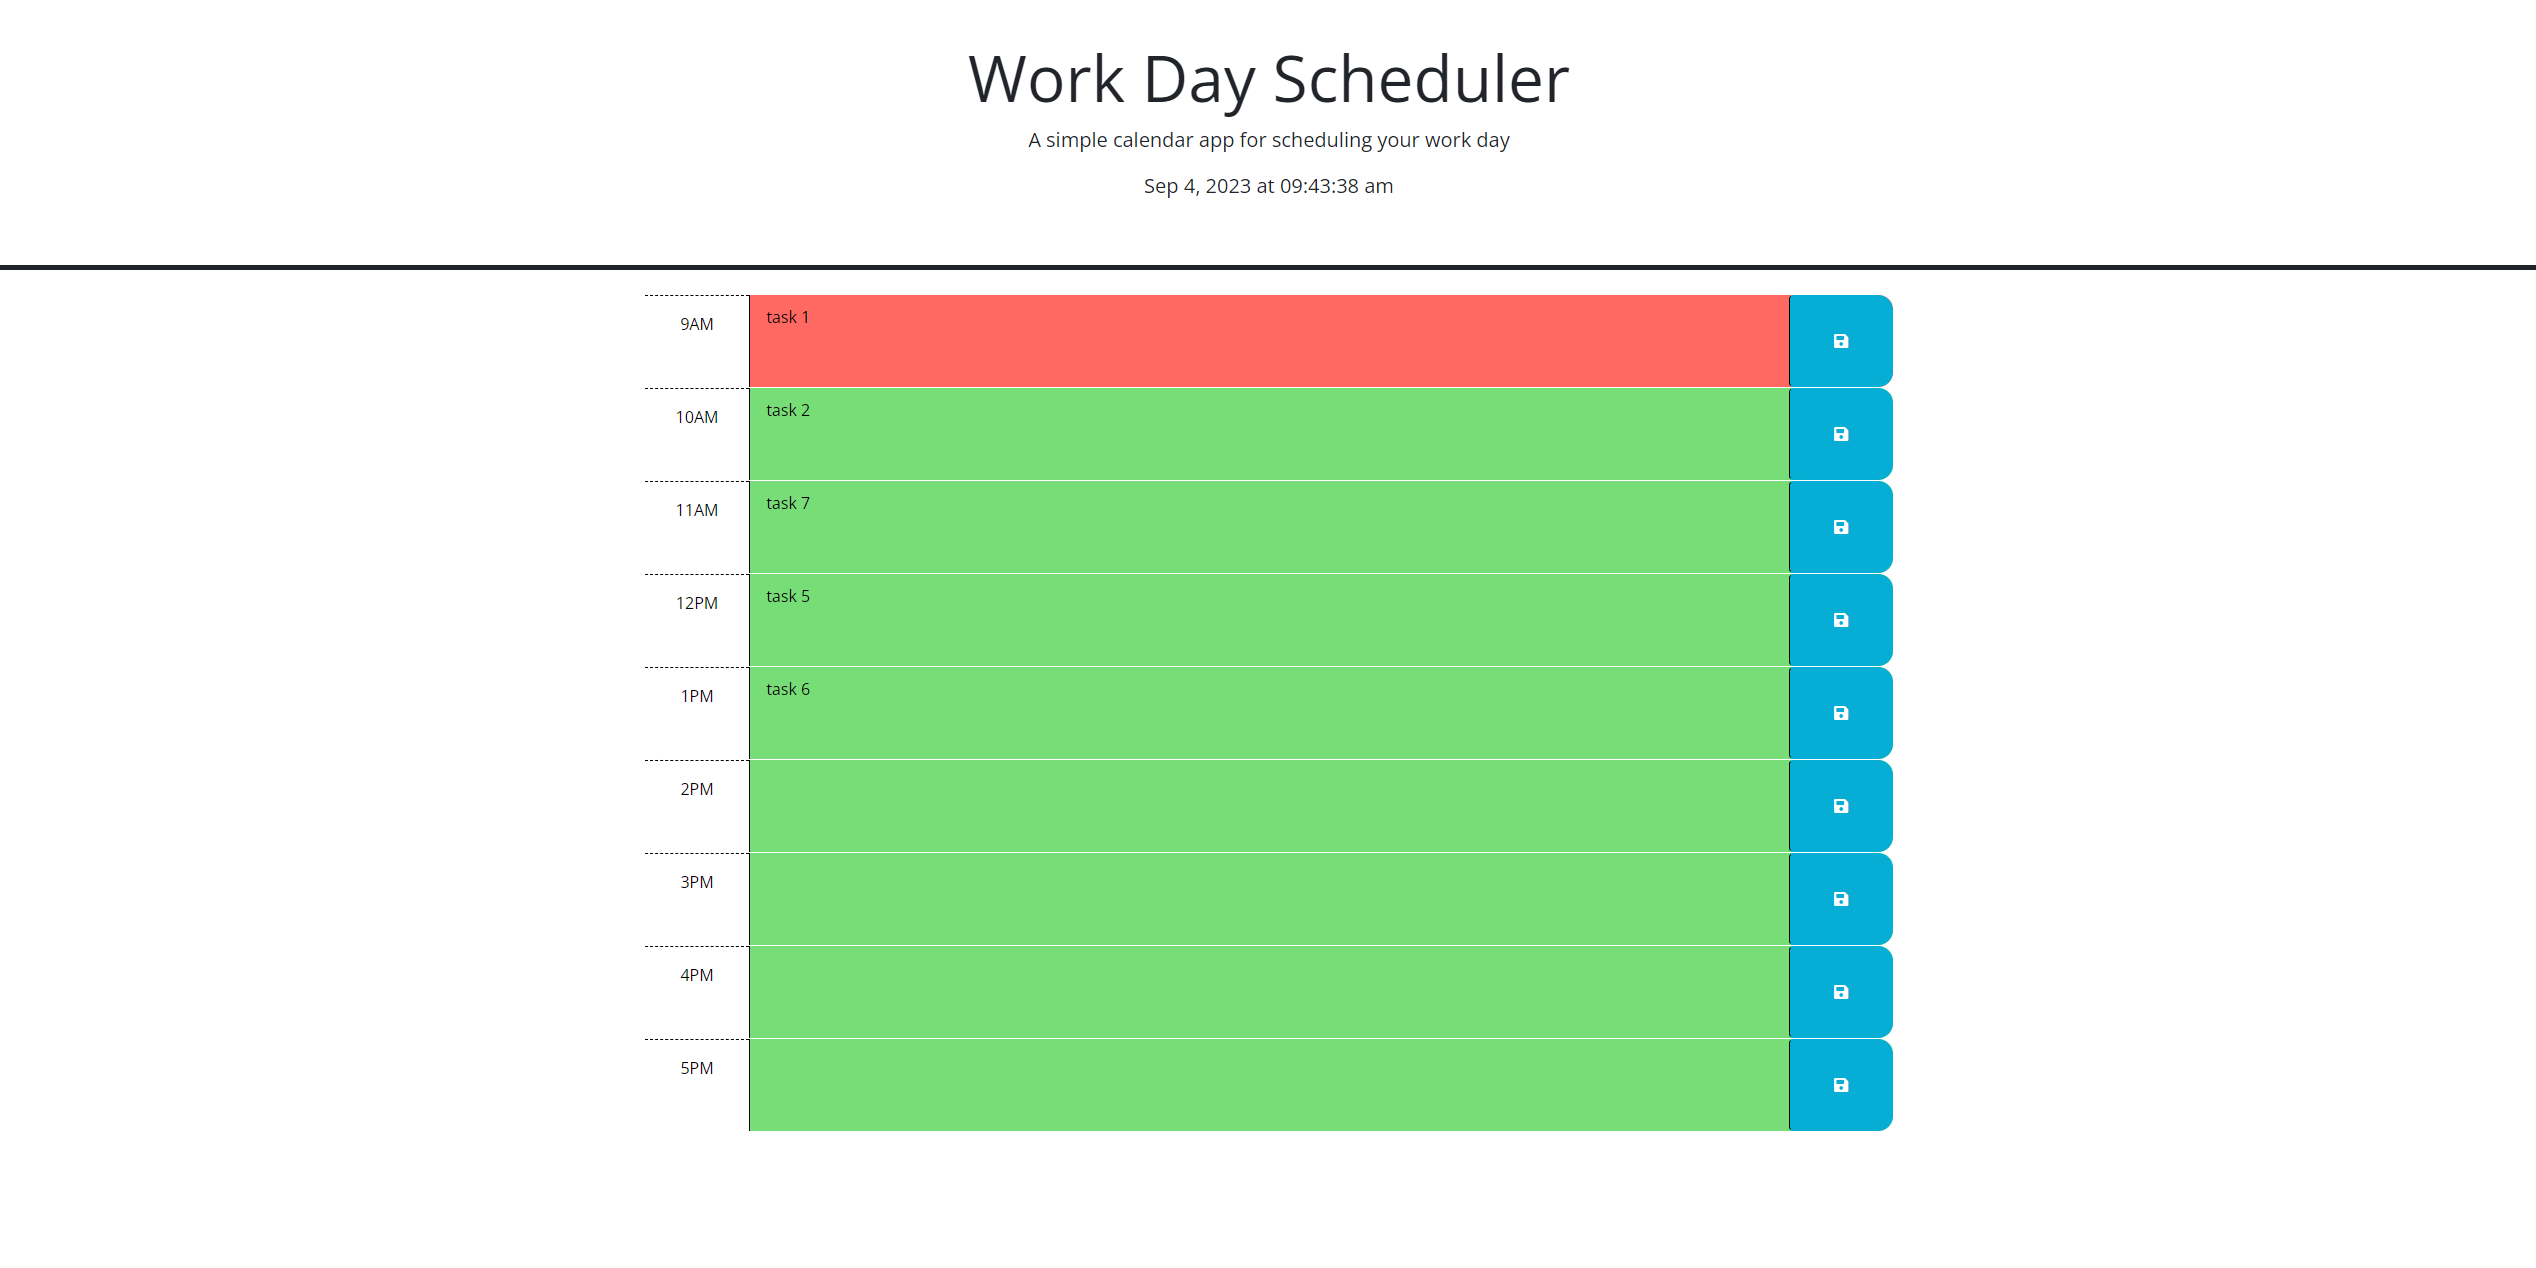 Work Day Scheduler
A simple calendar app for scheduling your work day
Sep 4, 2023 at 09:43:38 am
9AM task 1
10AM task 2
11AM task 7
12PM task 5
1PM task 6
2PM
3PM
4PM
5PM